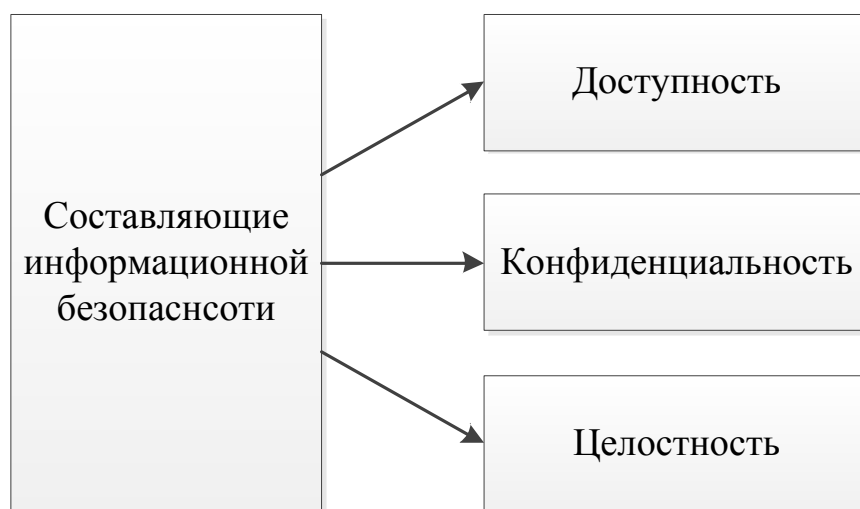 Составляющие
информационной
безопаснсоти
Доступность
Конфиденциальность
Целостность